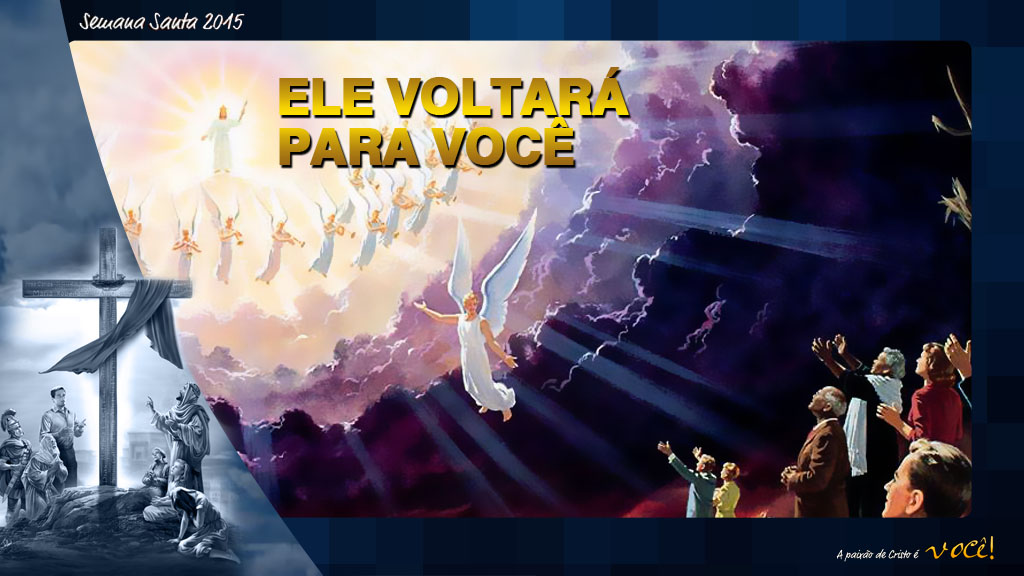 Semana Santa 2015
ELE VOLTARÁ
PARA VOCÊ
A paixão de Cristo é você!